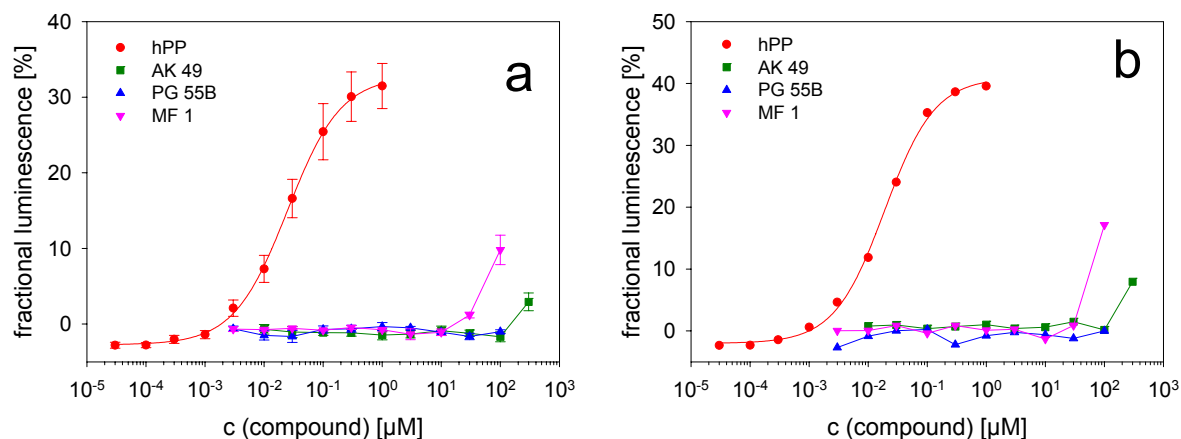 a
fractional luminescence [%]
40
30
20
10
0
hPP
AK 49
PG 55B
MF 1
10⁻⁵ 10⁻⁴ 10⁻³ 10⁻² 10⁻¹ 10⁰ 10¹ 10² 10³
c (compound) [µM]
b
fractional luminescence [%]
50
40
30
20
10
0
hPP
AK 49
PG 55B
MF 1
10⁻⁵ 10⁻⁴ 10⁻³ 10⁻² 10⁻¹ 10⁰ 10¹ 10² 10³
c (compound) [µM]